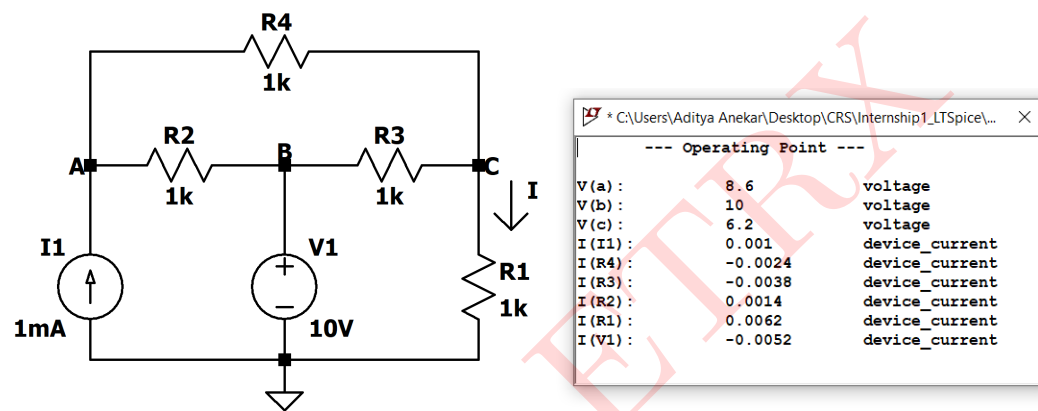 R4
1k
A
R2
1k
B
R3
1k
C
I
I1
1mA
V1
+
−
10V
R1
1k
* C:\Users\Aditya Anekar\Desktop\CRS\Internship1_LTSpice\...
--- Operating Point ---
V(a): 8.6 voltage
V(b): 10 voltage
V(c): 6.2 voltage
I(I1): 0.001 device_current
I(R4): -0.0024 device_current
I(R3): -0.0038 device_current
I(R2): 0.0014 device_current
I(R1): 0.0062 device_current
I(V1): -0.0052 device_current
ETRX